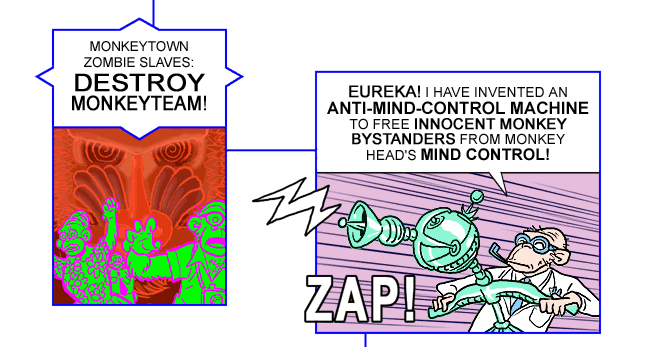 MONKEYTOWN
ZOMBIE SLAVES:
DESTROY
MONKEYTEAM!
EUREKA! I HAVE INVENTED AN
ANTI-MIND-CONTROL MACHINE
TO FREE INNOCENT MONKEY
BYSTANDERS FROM MONKEY
HEAD'S MIND CONTROL!
ZAP!